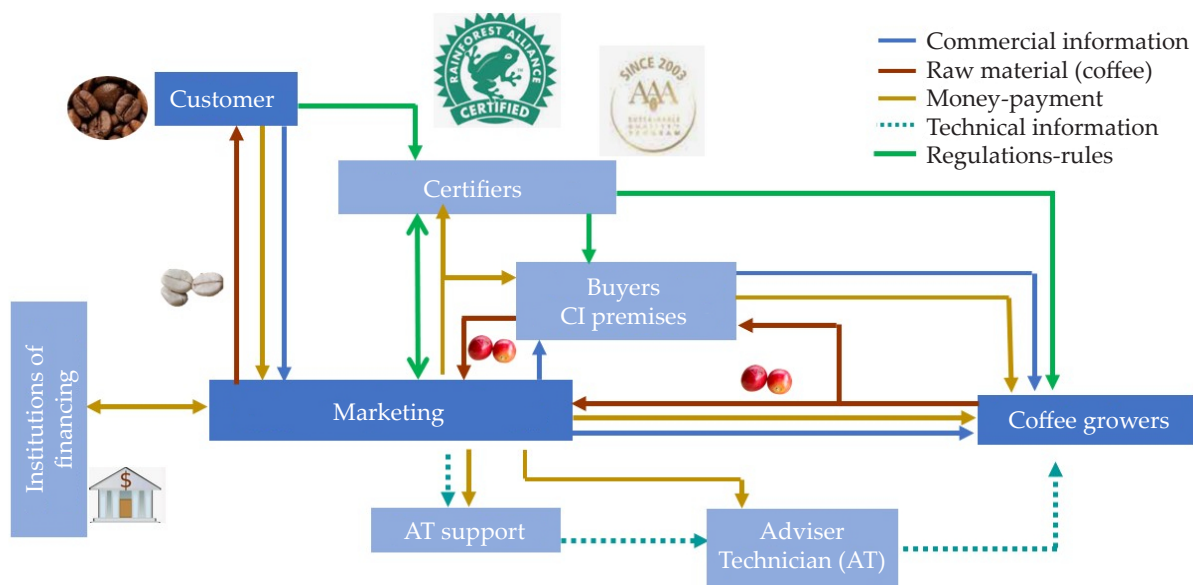 Commercial information
Raw material (coffee)
Money-payment
Technical information
Regulations-rules
RAINFOREST ALLIANCE
CERTIFIED
SINCE 2003
AAA
PROGRAM
Customer
Certifiers
Buyers
CI premises
Institutions of
financing
$
Marketing
Coffee growers
AT support
Adviser
Technician (AT)